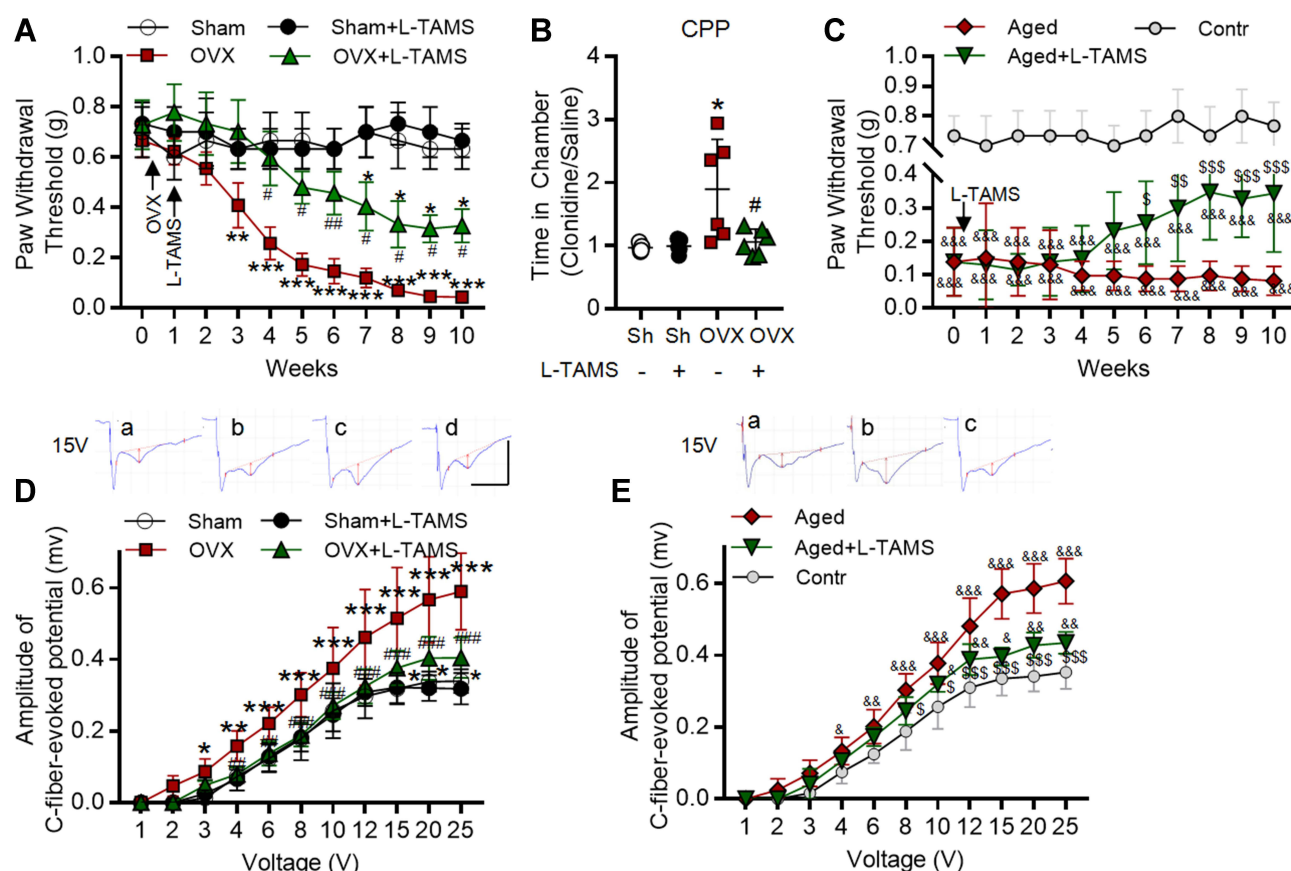 A
Sham
Sham+L-TAMS
OVX
OVX+L-TAMS
Paw Withdrawal
Threshold (g)
1.0
0.8
0.6
0.4
0.2
0.0
OVX
L-TAMS
# # ## # # # #
* * * *
** *** *** *** *** *** *** ***
0 1 2 3 4 5 6 7 8 9 10
Weeks
B
CPP
Time in Chamber
(Clonidine/Saline)
4
3
2
1
0
*
#
Sh Sh OVX OVX
L-TAMS - + - +
C
Aged
Contr
Aged+L-TAMS
Paw Withdrawal
Threshold (g)
1.0
0.9
0.8
0.7
0.4
0.3
0.2
0.1
0.0
L-TAMS
$ $$ $$$ $$$ $$$
&&& &&& &&& &&& &&& &&& &&& &&& &&& &&& &&&
&&& &&& &&& &&& &&& &&& &&& &&& &&& &&& &&&
0 1 2 3 4 5 6 7 8 9 10
Weeks
15V
a b c d
D
Sham
Sham+L-TAMS
OVX
OVX+L-TAMS
Amplitude of
C-fiber-evoked potential (mv)
0.6
0.4
0.2
0.0
* ** *** *** *** *** *** *** ***
## ## ### ### ### ### ### ###
* * *
1 2 3 4 6 8 10 12 15 20 25
Voltage (V)
15V
a b c
E
Aged
Aged+L-TAMS
Contr
Amplitude of
C-fiber-evoked potential (mv)
0.6
0.4
0.2
0.0
& && &&& &&& &&& &&& &&& &&&
& && & && &&
$ $ $$$ $$$ $$$ $$$
1 2 3 4 6 8 10 12 15 20 25
Voltage (V)